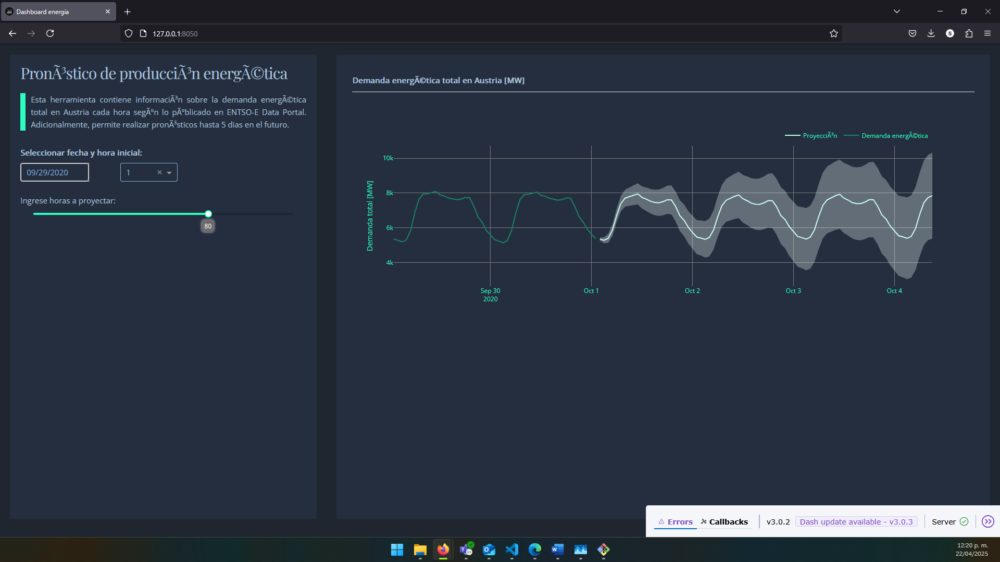 Dashboard energia
127.0.0.1:8050
PronÃ³stico de producciÃ³n energÃ©tica
Esta herramienta contiene informaciÃ³n sobre la demanda energÃ©tica
total en Austria cada hora segÃºn lo pÃºblicado en ENTSO-E Data Portal.
Adicionalmente, permite realizar pronÃ³sticos hasta 5 dias en el futuro.
Seleccionar fecha y hora inicial:
09/29/2020
1
Ingrese horas a proyectar:
80
Demanda energÃ©tica total en Austria [MW]
ProyecciÃ³n
Demanda energÃ©tica
Demanda total [MW]
10k
8k
6k
4k
Sep 30
2020
Oct 1
Oct 2
Oct 3
Oct 4
Errors
Callbacks
v3.0.2
Dash update available - v3.0.3
Server
12:20 p. m.
22/04/2025